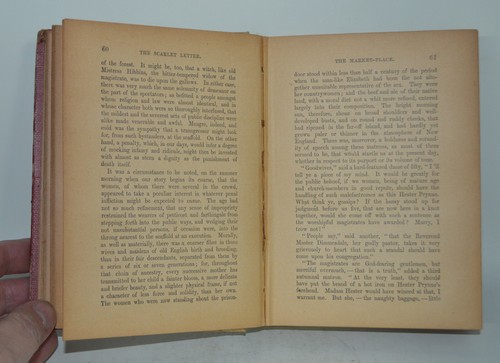 60
THE SCARLET LETTER.
of the forest. It might be, too, that a witch, like old
Mistress Hibbins, the bitter-tempered widow of the
magistrate, was to die upon the gallows. In either case,
there was very much the same solemnity of demeanor on
the part of the spectators; as befitted a people amongst
whom religion and law were almost identical, and in
whose character both were so thoroughly interfused, that
the mildest and the severest acts of public discipline were
alike made venerable and awful. Meagre, indeed, and
cold was the sympathy that a transgressor might look
for, from such bystanders, at the scaffold. On the other
hand, a penalty, which, in our days, would infer a degree
of mocking infamy and ridicule, might then be invested
with almost as stern a dignity as the punishment of
death itself.
It was a circumstance to be noted, on the summer
morning when our story begins its course, that the
women, of whom there were several in the crowd,
appeared to take a peculiar interest in whatever penal
infliction might be expected to ensue. The age had
not so much refinement, that any sense of impropriety
restrained the wearers of petticoat and farthingale from
stepping forth into the public ways, and wedging their
not unsubstantial persons, if occasion were, into the
throng nearest to the scaffold at an execution. Morally,
as well as materially, there was a coarser fibre in those
wives and maidens of old English birth and breeding,
than in their fair descendants, separated from them by
a series of six or seven generations; for, throughout
that chain of ancestry, every successive mother has
transmitted to her child a fainter bloom, a more delicate
and briefer beauty, and a slighter physical frame, if not
a character of less force and solidity, than her own.
The women who were now standing about the prison-
THE MARKET-PLACE.
61
door stood within less than half a century of the period
when the man-like Elizabeth had been the not alto-
gether unsuitable representative of the sex. They were
her countrywomen; and the beef and ale of their native
land, with a moral diet not a whit more refined, entered
largely into their composition. The bright morning
sun, therefore, shone on broad shoulders and well-
developed busts, and on round and ruddy cheeks, that
had ripened in the far-off island, and had hardly yet
grown paler or thinner in the atmosphere of New
England. There was, moreover, a boldness and rotundi-
ty of speech among these matrons, as most of them
seemed to be, that would startle us at the present day,
whether in respect to its purport or its volume of tone.
"Goodwives," said a hard-featured dame of fifty, "I'll
tell ye a piece of my mind. It would be greatly for
the public behoof, if we women, being of mature age
and church-members in good repute, should have the
handling of such malefactresses as this Hester Prynne.
What think ye, gossips? If the hussy stood up for
judgment before us five, that are now here in a knot
together, would she come off with such a sentence as
the worshipful magistrates have awarded? Marry, I
trow not!"
"People say," said another, "that the Reverend
Master Dimmesdale, her godly pastor, takes it very
grievously to heart that such a scandal should have
come upon his congregation."
"The magistrates are God-fearing gentlemen, but
merciful overmuch,—that is a truth," added a third
autumnal matron. "At the very least, they should
have put the brand of a hot iron on Hester Prynne's
forehead. Madam Hester would have winced at that, I
warrant me. But she,—the naughty baggage,—little